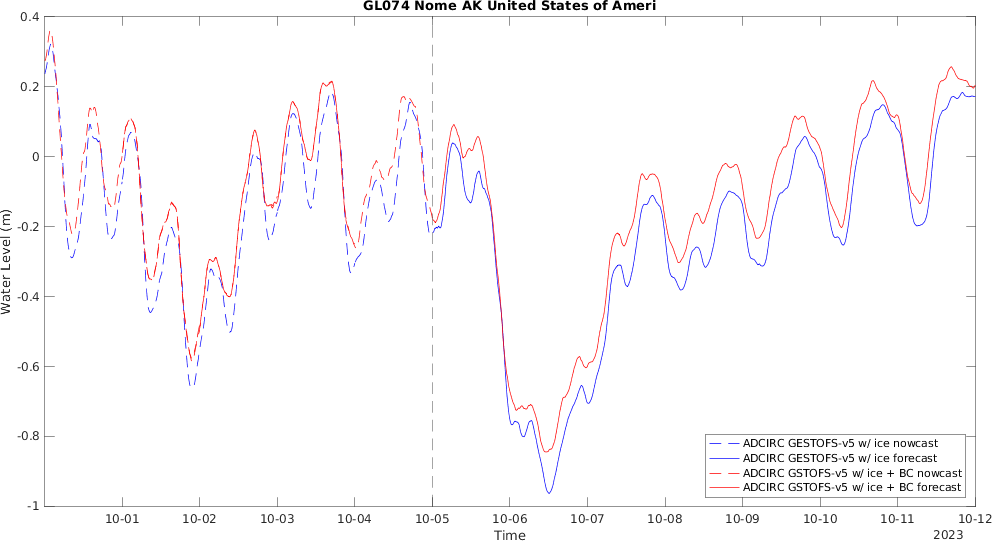 GL074 Nome AK United States of Ameri
0.4
0.2
0
-0.2
-0.4
-0.6
-0.8
-1
Water Level (m)
ADCIRC GESTOFS-v5 w/ ice nowcast
ADCIRC GESTOFS-v5 w/ ice forecast
ADCIRC GSTOFS-v5 w/ ice + BC nowcast
ADCIRC GSTOFS-v5 w/ ice + BC forecast
10-01 10-02 10-03 10-04 10-05 10-06 10-07 10-08 10-09 10-10 10-11 10-12
Time
2023